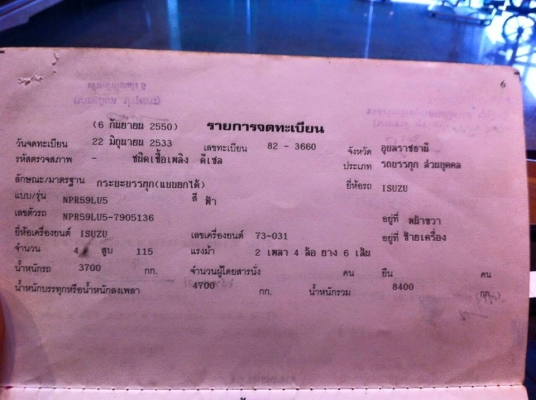 6
(6 กันยายน 2550) รายการจดทะเบียน
วันจดทะเบียน 22 มิถุนายน 2533 เลขทะเบียน 82 - 3660 จังหวัด อุบลราชธานี
รหัสตรวจสภาพ - ชนิดเชื้อเพลิง ดีเซล ประเภท รถบรรทุก ส่วนบุคคล
ลักษณะ/มาตรฐาน กระบะบรรทุก(แบบยกได้) ยี่ห้อรถ ISUZU
แบบ/รุ่น NPR59LU5 สี ฟ้า
เลขตัวรถ NPR59LU5-7905136 อยู่ที่ หน้าขวา
ยี่ห้อเครื่องยนต์ ISUZU เลขเครื่องยนต์ 73-031 อยู่ที่ ซ้ายเครื่อง
จำนวน 4 สูบ 115 แรงม้า 2 เพลา 4 ล้อ ยาง 6 เส้น
น้ำหนักรถ 3700 กก. จำนวนผู้โดยสารนั่ง คน ยืน คน
น้ำหนักบรรทุกหรือน้ำหนักลงเพลา 4700 กก. น้ำหนักรวม 8400 กก.